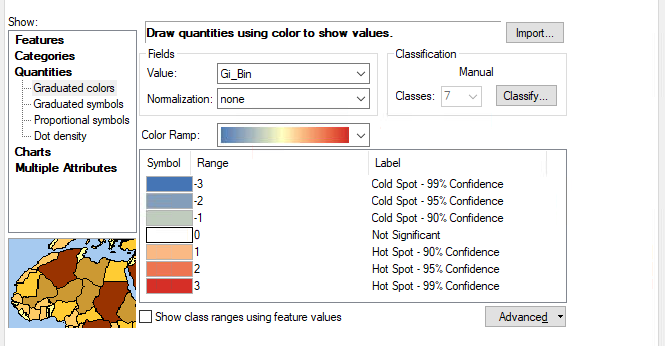 Show:
Features
Categories
Quantities
Graduated colors
Graduated symbols
Proportional symbols
Dot density
Charts
Multiple Attributes
Draw quantities using color to show values.
Import...
Fields
Value: Gi_Bin
Normalization: none
Classification
Manual
Classes: 7 Classify...
Color Ramp:
Symbol Range Label
-3 Cold Spot - 99% Confidence
-2 Cold Spot - 95% Confidence
-1 Cold Spot - 90% Confidence
0 Not Significant
1 Hot Spot - 90% Confidence
2 Hot Spot - 95% Confidence
3 Hot Spot - 99% Confidence
Show class ranges using feature values
Advanced